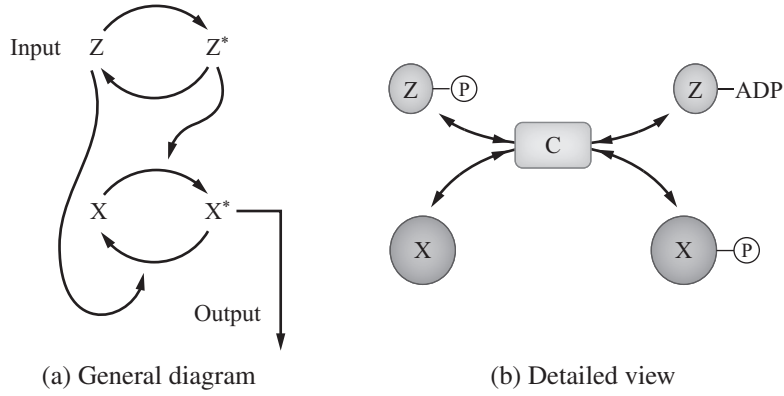 Input Z Z*
X X*
Output
(a) General diagram
Z P
Z ADP
C
X
X P
(b) Detailed view